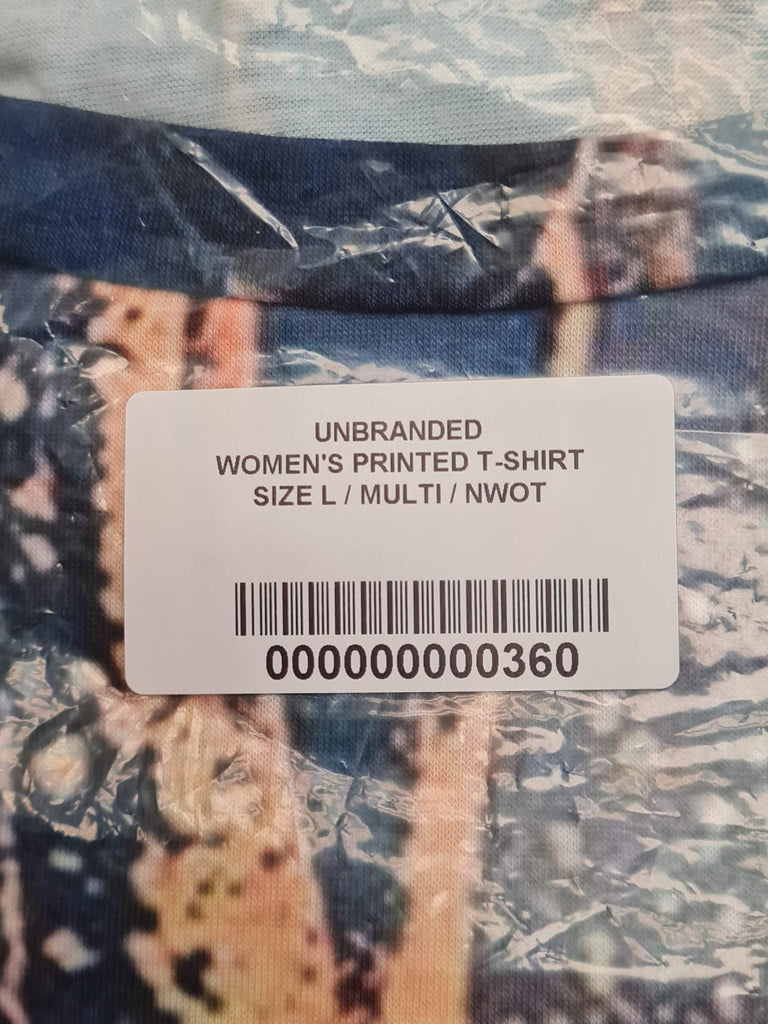 UNBRANDED
WOMEN'S PRINTED T-SHIRT
SIZE L / MULTI / NWOT
000000000360